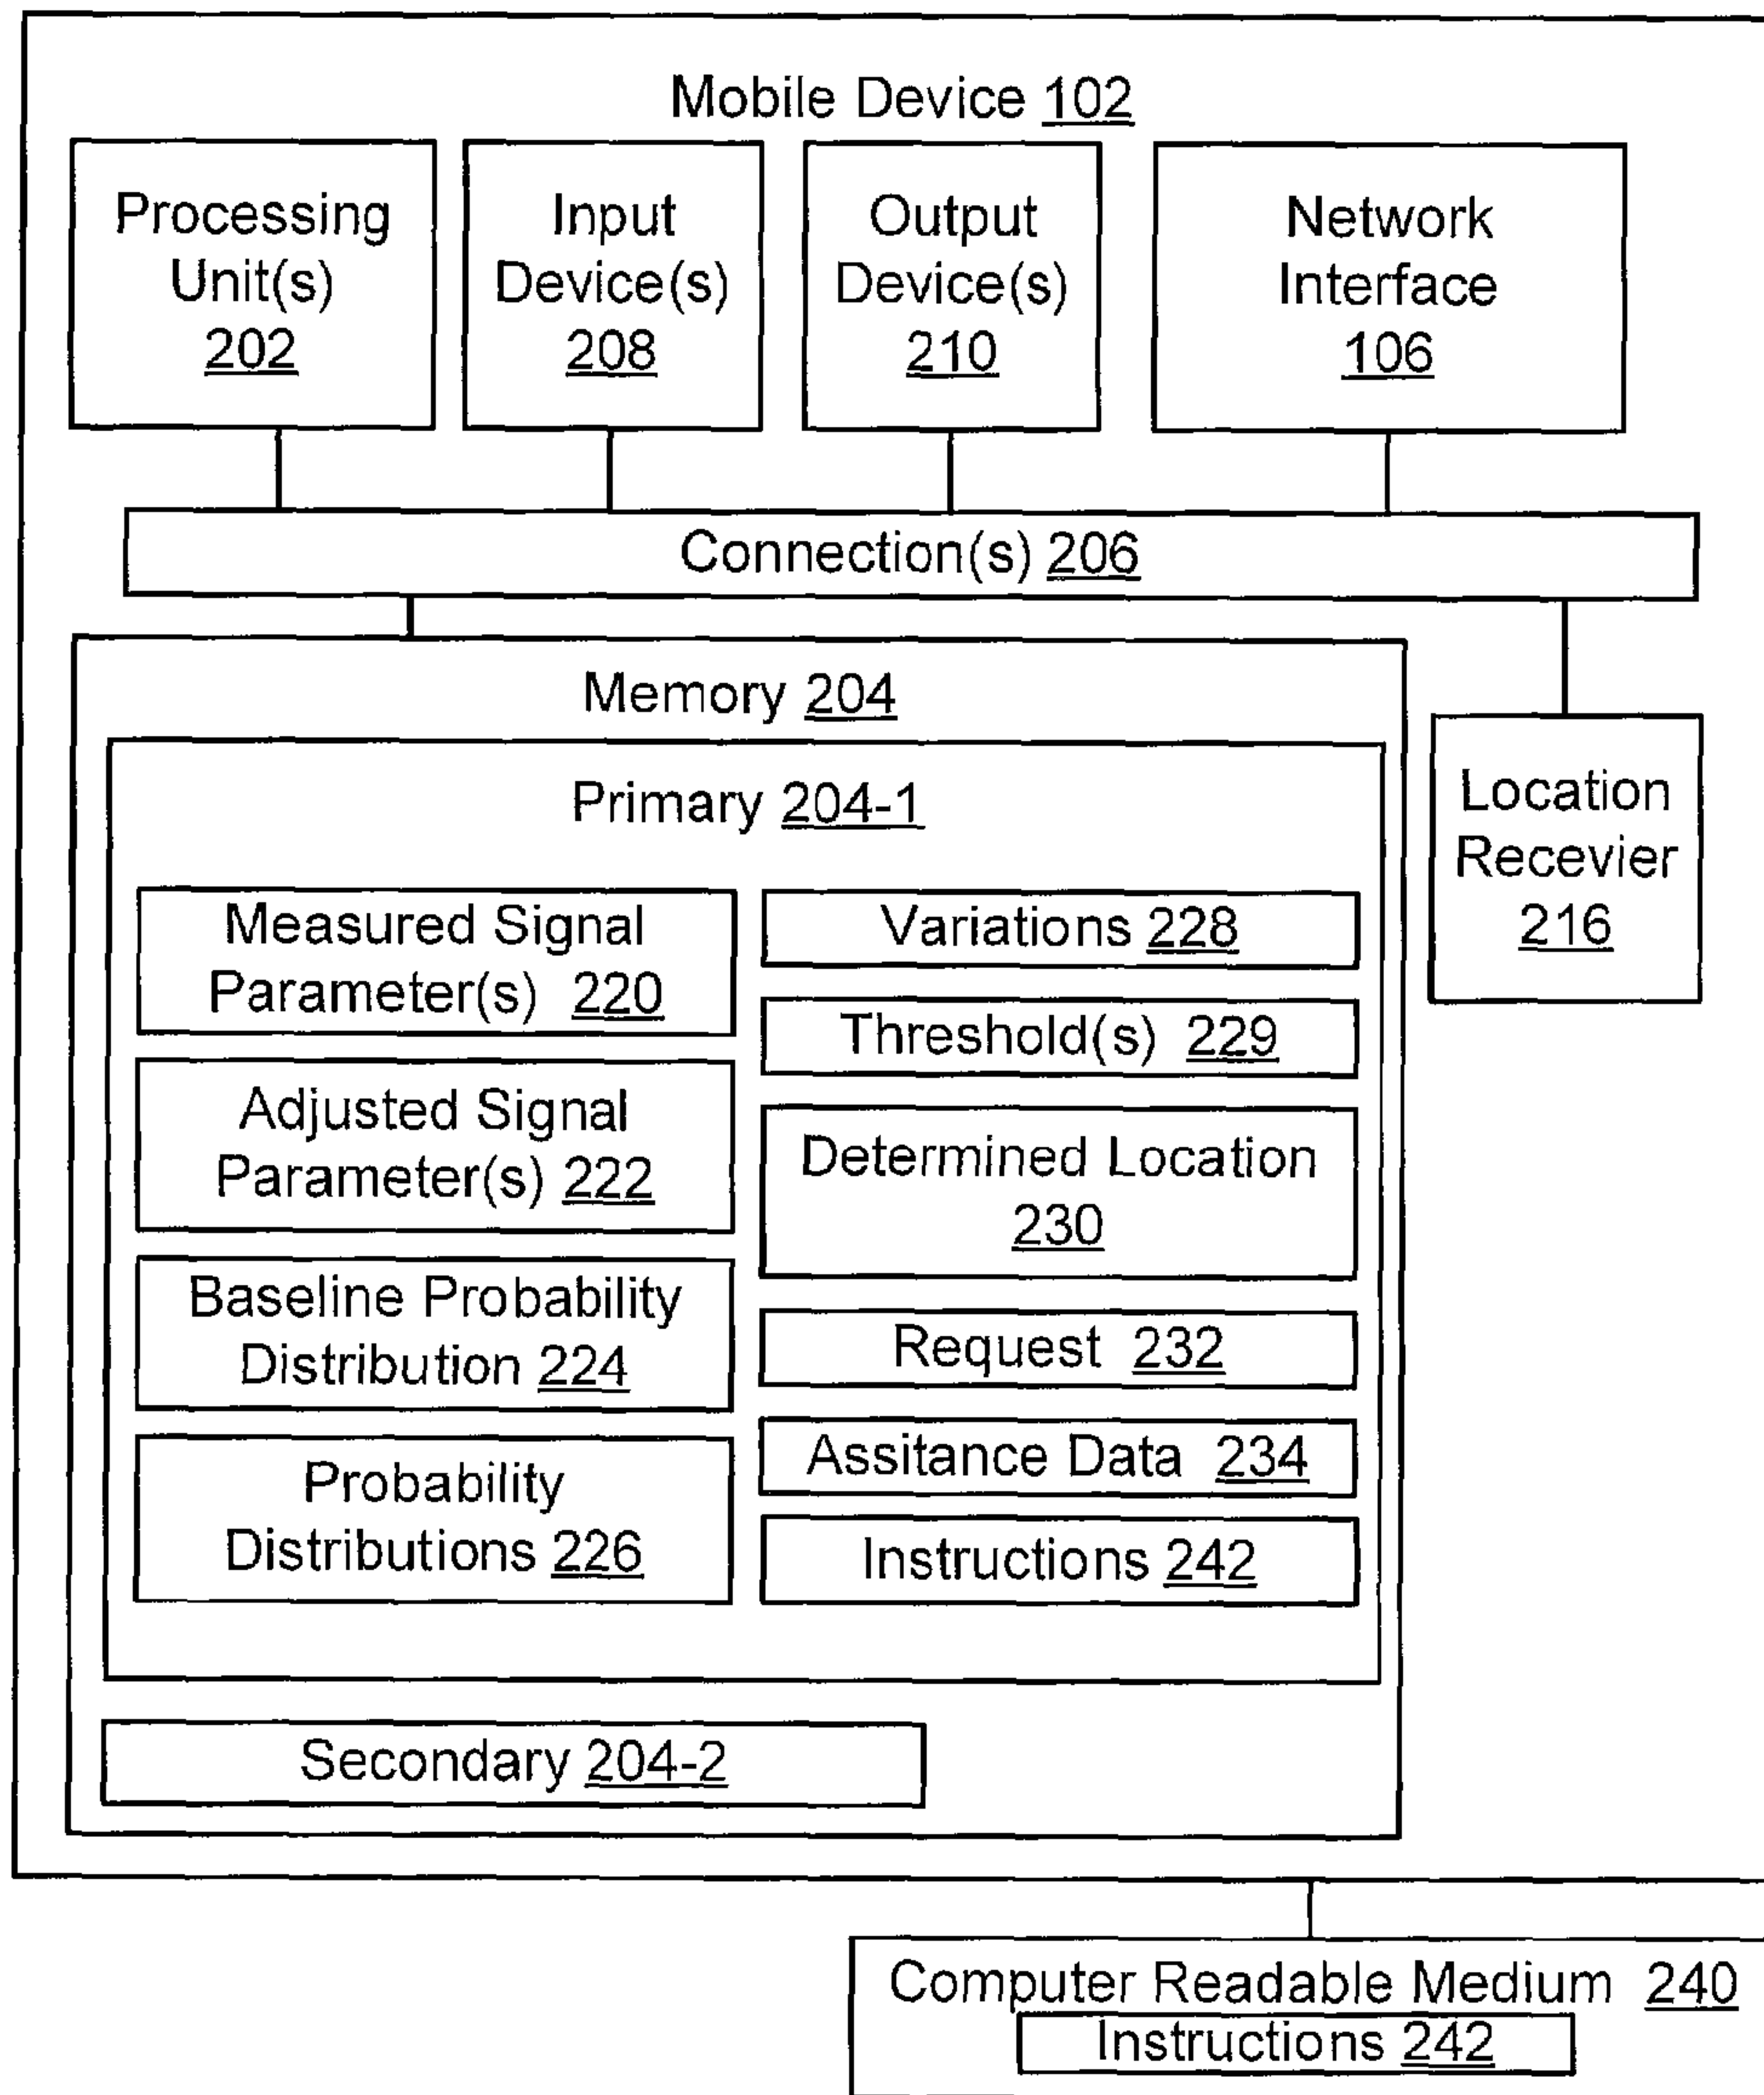 Mobile Device 102
Processing
Unit(s)
202
Input
Device(s)
208
Output
Device(s)
210
Network
Interface
106
Connection(s) 206
Memory 204
Primary 204-1
Measured Signal
Parameter(s) 220
Adjusted Signal
Parameter(s) 222
Baseline Probability
Distribution 224
Probability
Distributions 226
Variations 228
Threshold(s) 229
Determined Location
230
Request 232
Assitance Data 234
Instructions 242
Secondary 204-2
Location
Recevier
216
Computer Readable Medium 240
Instructions 242